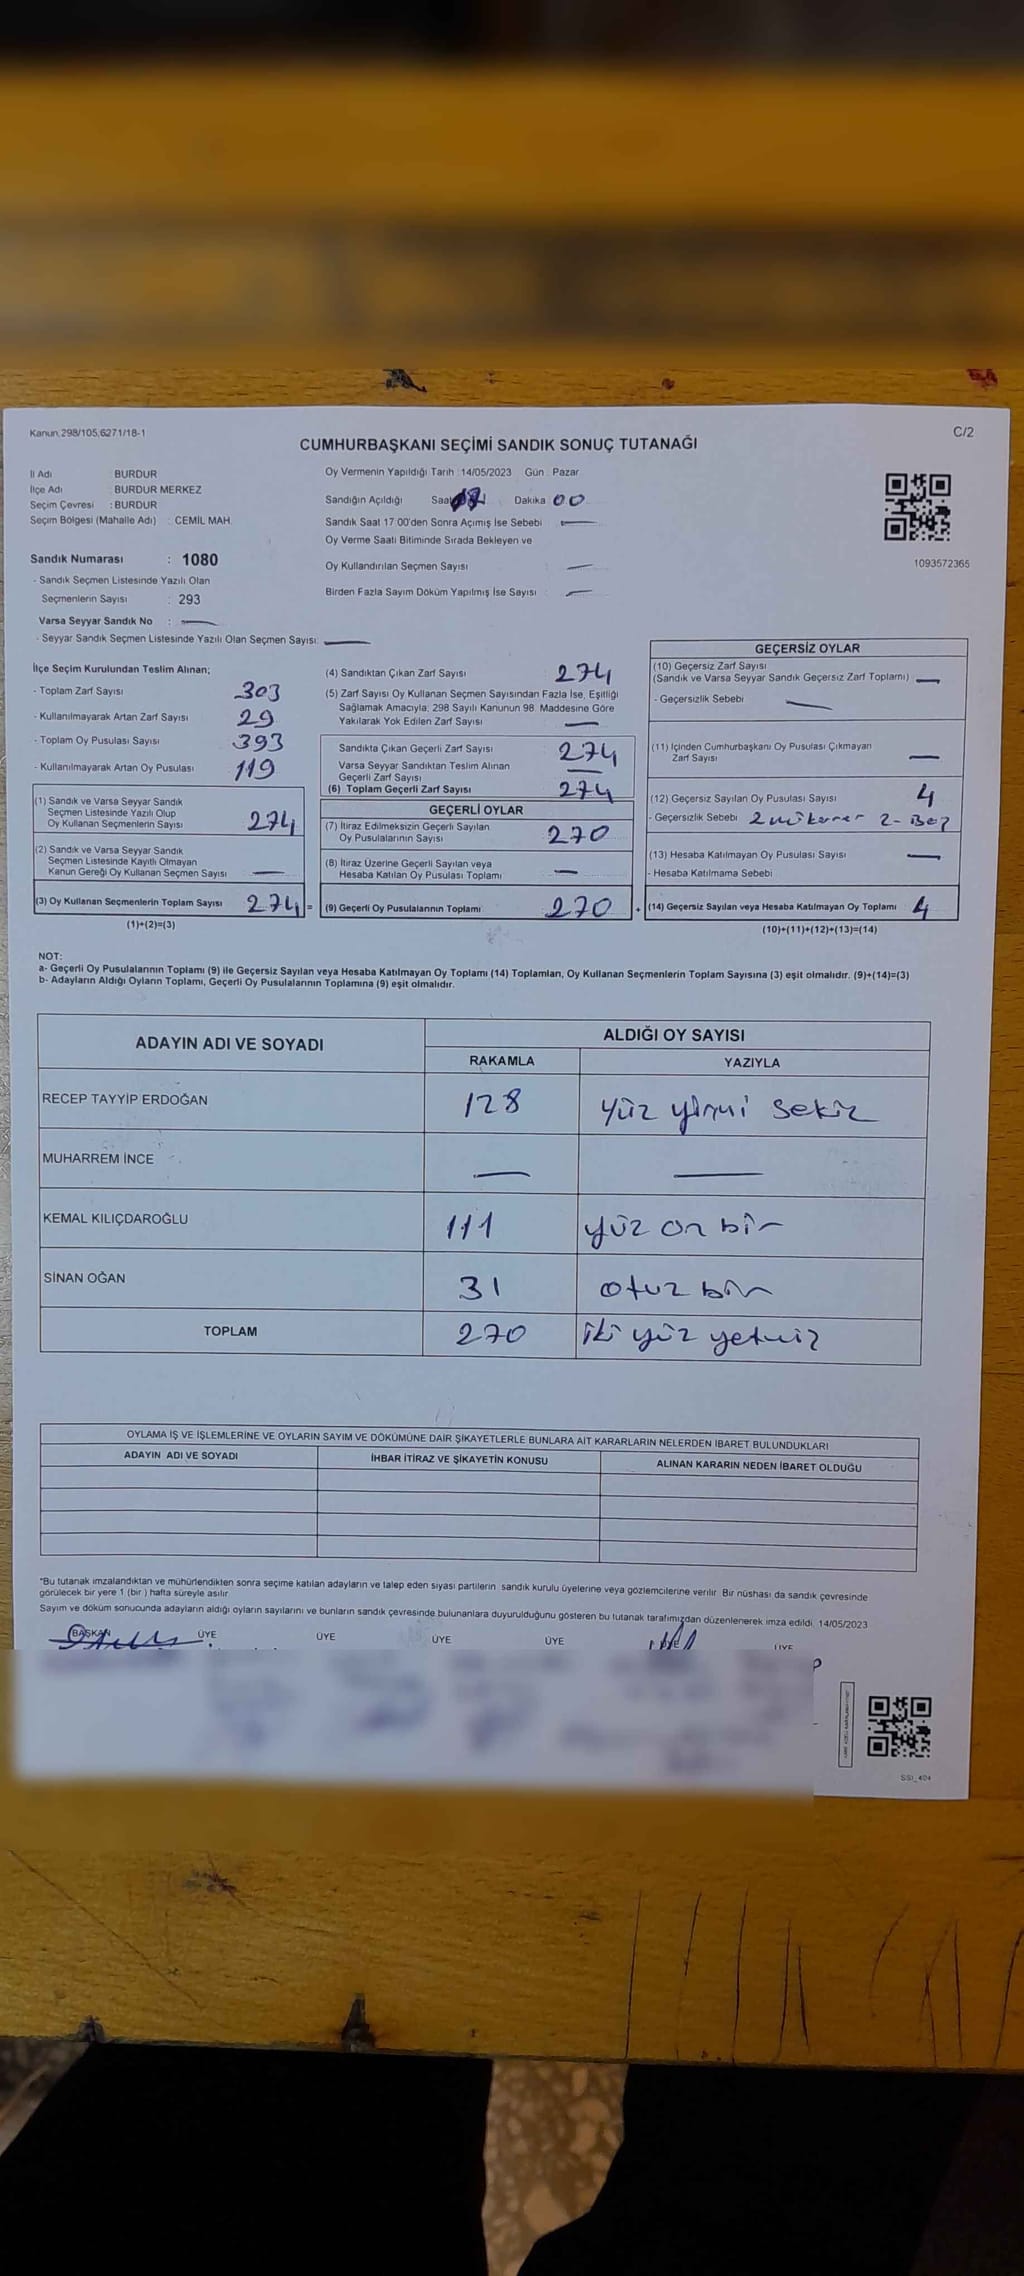 Kanun, 298/105,6271/18-1
C/2
CUMHURBAŞKANI SEÇİMİ SANDIK SONUÇ TUTANAĞI
İl Adı : BURDUR
İlçe Adı : BURDUR MERKEZ
Seçim Çevresi : BURDUR
Seçim Bölgesi (Mahalle Adı) : CEMİL MAH.
Sandık Numarası : 1080
- Sandık Seçmen Listesinde Yazılı Olan
Seçmenlerin Sayısı : 293
Varsa Seyyar Sandık No : —
- Seyyar Sandık Seçmen Listesinde Yazılı Olan Seçmen Sayısı: —
Oy Vermenin Yapıldığı Tarih : 14/05/2023 Gün : Pazar
Sandığın Açıldığı Saat Dakika 00
Sandık Saat 17:00'den Sonra Açımış İse Sebebi : —
Oy Verme Saati Bitiminde Sırada Bekleyen ve
Oy Kullandırılan Seçmen Sayısı : —
Birden Fazla Sayım Döküm Yapılmış İse Sayısı : —
1093572365
İlçe Seçim Kurulundan Teslim Alınan;
- Toplam Zarf Sayısı 303
- Kullanılmayarak Artan Zarf Sayısı 29
- Toplam Oy Pusulası Sayısı 393
- Kullanılmayarak Artan Oy Pusulası 119
(1) Sandık ve Varsa Seyyar Sandık
Seçmen Listesinde Yazılı Olup
Oy Kullanan Seçmenlerin Sayısı 274
(2) Sandık ve Varsa Seyyar Sandık
Seçmen Listesinde Kayıtlı Olmayan
Kanun Gereği Oy Kullanan Seçmen Sayısı —
(3) Oy Kullanan Seçmenlerin Toplam Sayısı 274 =
(1)+(2)=(3)
(4) Sandıktan Çıkan Zarf Sayısı 274
(5) Zarf Sayısı Oy Kullanan Seçmen Sayısından Fazla İse, Eşitliği
Sağlamak Amacıyla, 298 Sayılı Kanunun 98. Maddesine Göre
Yakılarak Yok Edilen Zarf Sayısı —
Sandıkta Çıkan Geçerli Zarf Sayısı 274
Varsa Seyyar Sandıktan Teslim Alınan
Geçerli Zarf Sayısı —
(6) Toplam Geçerli Zarf Sayısı 274
GEÇERLİ OYLAR
(7) İtiraz Edilmeksizin Geçerli Sayılan
Oy Pusulalarının Sayısı 270
(8) İtiraz Üzerine Geçerli Sayılan veya
Hesaba Katılan Oy Pusulası Toplamı —
(9) Geçerli Oy Pusulalarının Toplamı 270 +
GEÇERSİZ OYLAR
(10) Geçersiz Zarf Sayısı
(Sandık ve Varsa Seyyar Sandık Geçersiz Zarf Toplamı) —
- Geçersizlik Sebebi —
(11) İçinden Cumhurbaşkanı Oy Pusulası Çıkmayan
Zarf Sayısı —
(12) Geçersiz Sayılan Oy Pusulası Sayısı 4
- Geçersizlik Sebebi 2 mükerrer 2- Boş
(13) Hesaba Katılmayan Oy Pusulası Sayısı —
- Hesaba Katılmama Sebebi
(14) Geçersiz Sayılan veya Hesaba Katılmayan Oy Toplamı 4
(10)+(11)+(12)+(13)=(14)
NOT:
a- Geçerli Oy Pusulalarının Toplamı (9) ile Geçersiz Sayılan veya Hesaba Katılmayan Oy Toplamı (14) Toplamları, Oy Kullanan Seçmenlerin Toplam Sayısına (3) eşit olmalıdır. (9)+(14)=(3)
b- Adayların Aldığı Oyların Toplamı, Geçerli Oy Pusulalarının Toplamına (9) eşit olmalıdır.
ADAYIN ADI VE SOYADI
ALDIĞI OY SAYISI
RAKAMLA YAZIYLA
RECEP TAYYİP ERDOĞAN 128 yüz yirmi sekiz
MUHARREM İNCE — —
KEMAL KILIÇDAROĞLU 111 yüz on bir
SİNAN OĞAN 31 otuz bir
TOPLAM 270 iki yüz yetmiş
OYLAMA İŞ VE İŞLEMLERİNE VE OYLARIN SAYIM VE DÖKÜMÜNE DAİR ŞİKAYETLERLE BUNLARA AİT KARARLARIN NELERDEN İBARET BULUNDUKLARI
ADAYIN ADI VE SOYADI İHBAR İTİRAZ VE ŞİKAYETİN KONUSU ALINAN KARARIN NEDEN İBARET OLDUĞU
*Bu tutanak imzalandıktan ve mühürlendikten sonra seçime katılan adayların ve talep eden siyasi partilerin sandık kurulu üyelerine veya gözlemcilerine verilir. Bir nüshası da sandık çevresinde
görülecek bir yere 1 (bir) hafta süreyle asılır.
Sayım ve döküm sonucunda adayların aldığı oyların sayılarını ve bunların sandık çevresinde bulunanlara duyurulduğunu gösteren bu tutanak tarafımızdan düzenlenerek imza edildi. 14/05/2023
BAŞKAN ÜYE ÜYE ÜYE ÜYE ÜYE ÜYE